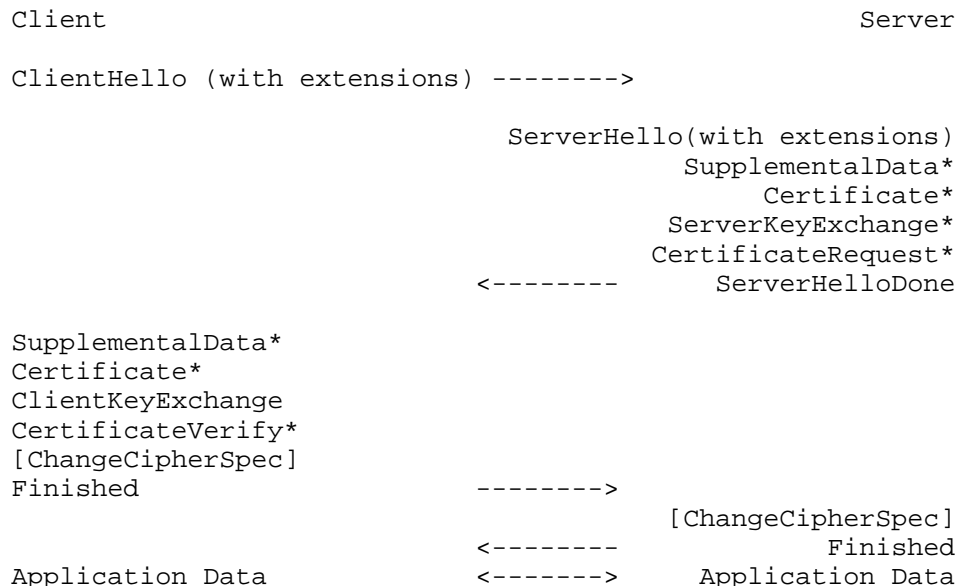 Client Server
ClientHello (with extensions) -------->
ServerHello(with extensions)
SupplementalData*
Certificate*
ServerKeyExchange*
CertificateRequest*
<-------- ServerHelloDone
SupplementalData*
Certificate*
ClientKeyExchange
CertificateVerify*
[ChangeCipherSpec]
Finished -------->
[ChangeCipherSpec]
<-------- Finished
Application Data <-------> Application Data